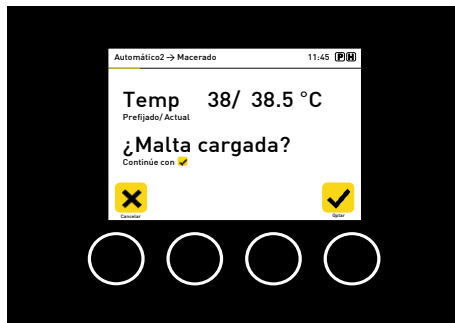 Automático2 → Macerado 11:45 P H
Temp 38/ 38.5 °C
Prefijado/Actual
¿Malta cargada?
Continúe con
Cancelar Optar